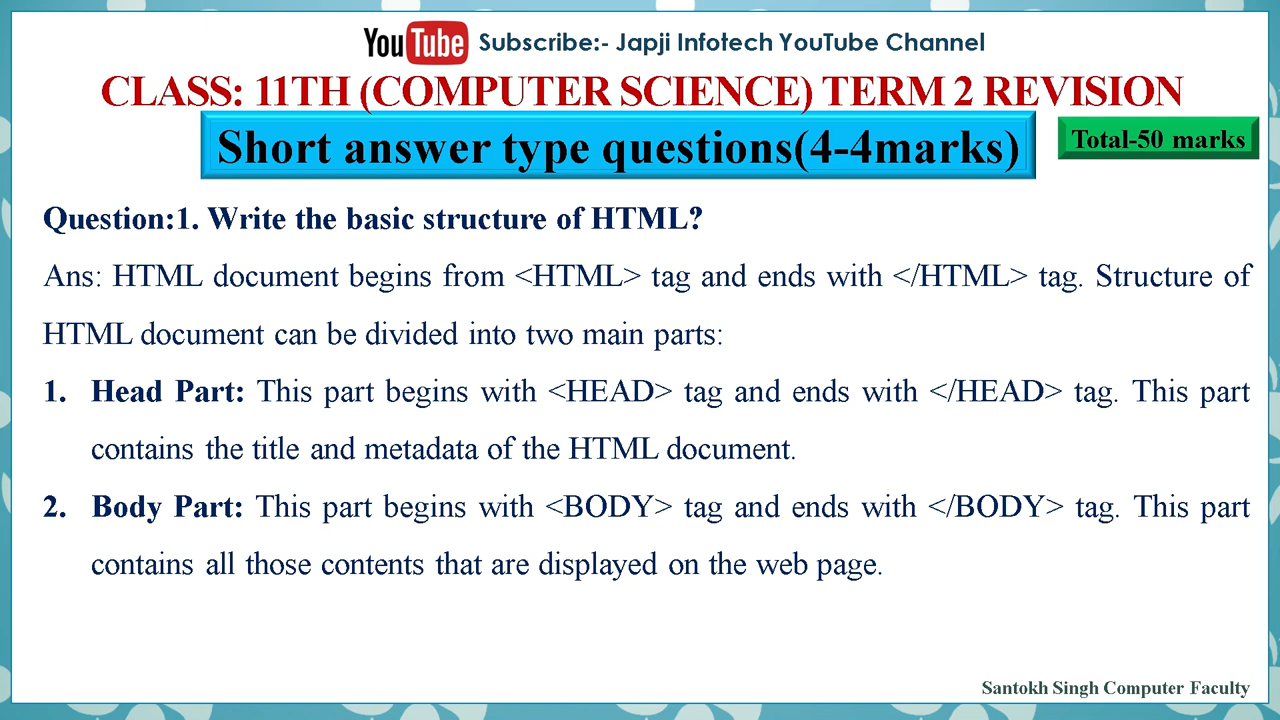 YouTube Subscribe:- Japji Infotech YouTube Channel
CLASS: 11TH (COMPUTER SCIENCE) TERM 2 REVISION
Short answer type questions(4-4marks)
Total-50 marks
Question:1. Write the basic structure of HTML?
Ans: HTML document begins from <HTML> tag and ends with </HTML> tag. Structure of
HTML document can be divided into two main parts:
1. Head Part: This part begins with <HEAD> tag and ends with </HEAD> tag. This part
contains the title and metadata of the HTML document.
2. Body Part: This part begins with <BODY> tag and ends with </BODY> tag. This part
contains all those contents that are displayed on the web page.
Santokh Singh Computer Faculty